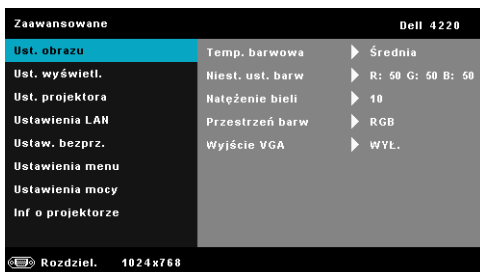 Zaawansowane Dell 4220
Ust. obrazu Temp. barwowa Średnia
Ust. wyświetl. Niest. ust. barw R: 50 G: 50 B: 50
Ust. projektora Natężenie bieli 10
Ustawienia LAN Przestrzeń barw RGB
Ustaw. bezprz. Wyjście VGA WYŁ.
Ustawienia menu
Ustawienia mocy
Inf o projektorze
Rozdziel. 1024x768